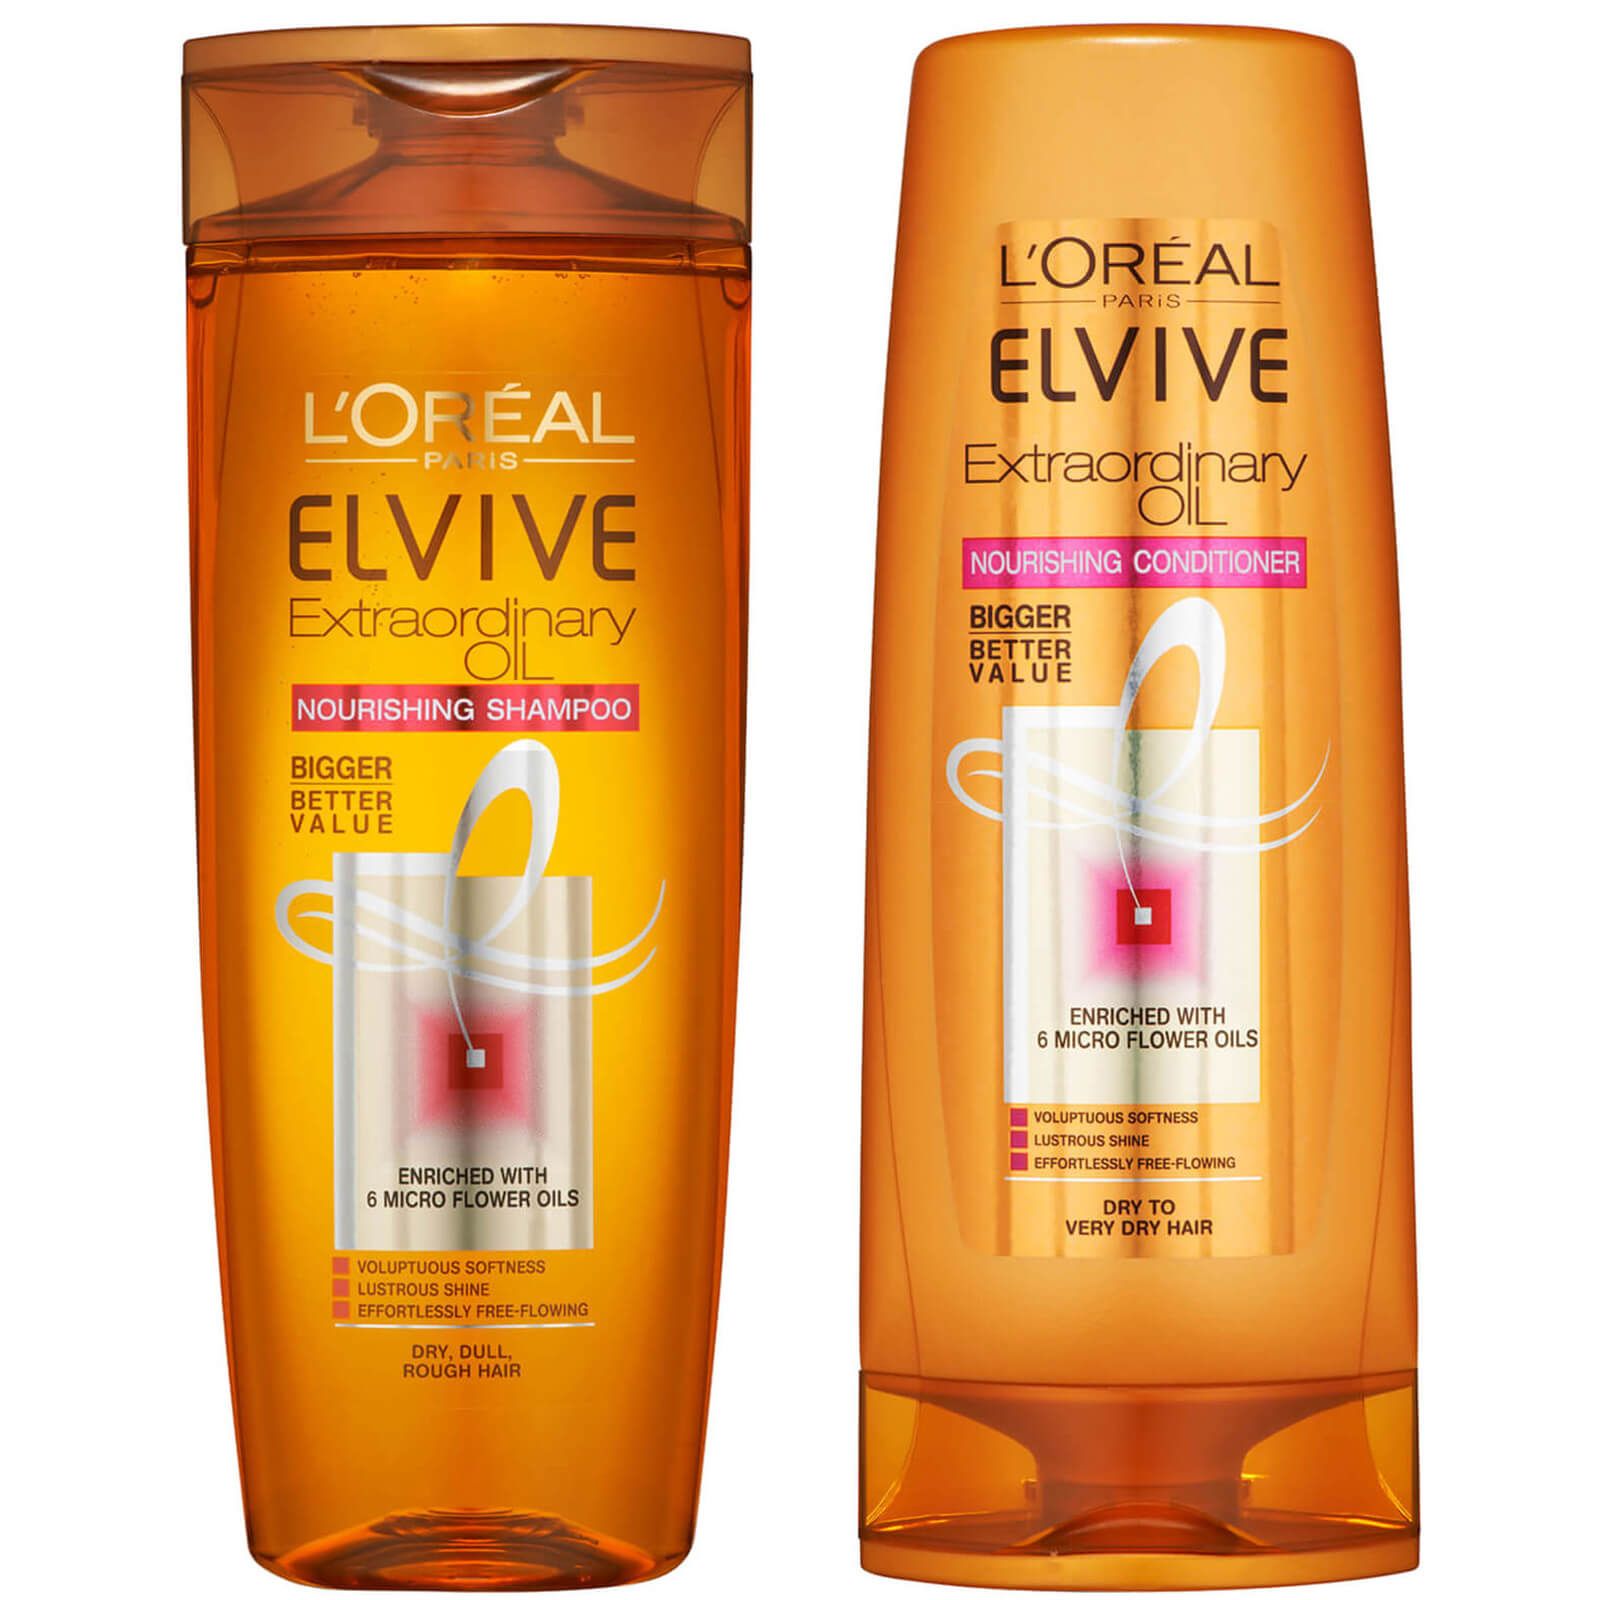 L'ORÉAL
PARiS
ELVIVE
Extraordinary
OIL
NOURISHING SHAMPOO
BIGGER
BETTER
VALUE
ENRICHED WITH
6 MICRO FLOWER OILS
VOLUPTUOUS SOFTNESS
LUSTROUS SHINE
EFFORTLESSLY FREE-FLOWING
DRY, DULL,
ROUGH HAIR
L'ORÉAL
PARiS
ELVIVE
Extraordinary
OIL
NOURISHING CONDITIONER
BIGGER
BETTER
VALUE
ENRICHED WITH
6 MICRO FLOWER OILS
VOLUPTUOUS SOFTNESS
LUSTROUS SHINE
EFFORTLESSLY FREE-FLOWING
DRY TO
VERY DRY HAIR